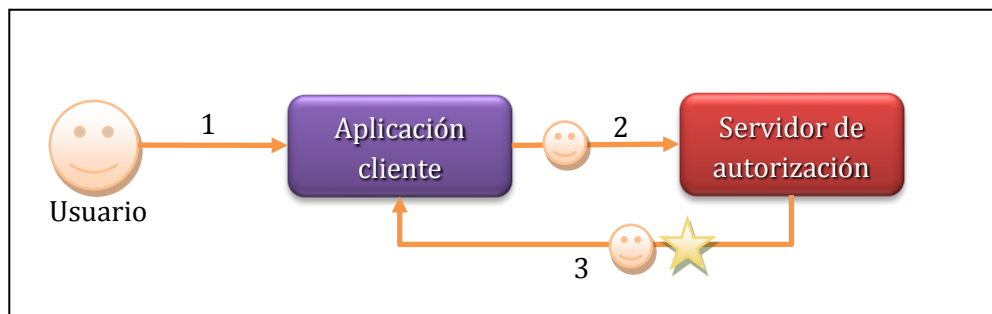 1
Aplicación
cliente
2
Servidor de
autorización
Usuario
3